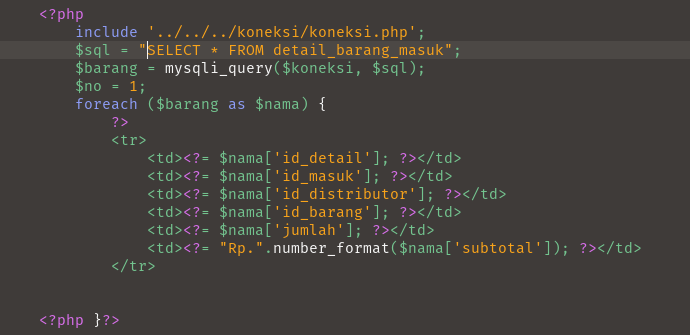 <?php
include '../../../koneksi/koneksi.php';
$sql = "SELECT * FROM detail_barang_masuk";
$barang = mysqli_query($koneksi, $sql);
$no = 1;
foreach ($barang as $nama) {
?>
<tr>
<td><?= $nama['id_detail']; ?></td>
<td><?= $nama['id_masuk']; ?></td>
<td><?= $nama['id_distributor']; ?></td>
<td><?= $nama['id_barang']; ?></td>
<td><?= $nama['jumlah']; ?></td>
<td><?= "Rp.".number_format($nama['subtotal']); ?></td>
</tr>
<?php }?>